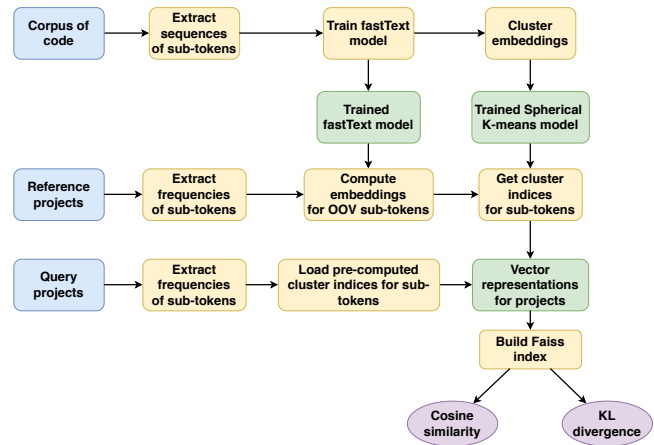 Corpus of
code
Extract
sequences
of sub-tokens
Train fastText
model
Cluster
embeddings
Trained
fastText model
Trained Spherical
K-means model
Reference
projects
Extract
frequencies
of sub-tokens
Compute
embeddings
for OOV sub-tokens
Get cluster
indices
for sub-tokens
Query
projects
Extract
frequencies
of sub-tokens
Load pre-computed
cluster indices for sub-
tokens
Vector
representations
for projects
Build Faiss
index
Cosine
similarity
KL
divergence